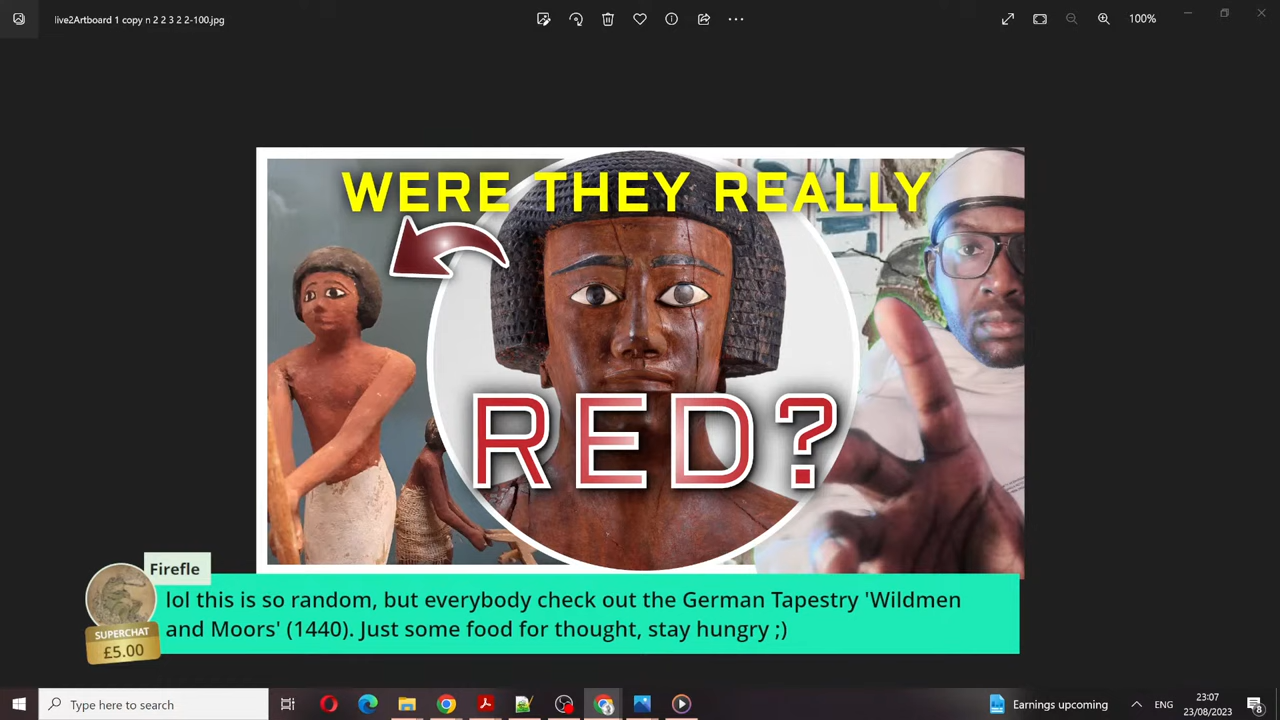 live2Artboard 1 copy n 2 2 3 2 2-100.jpg
100%
WERE THEY REALLY
RED?
Firefle
lol this is so random, but everybody check out the German Tapestry 'Wildmen
and Moors' (1440). Just some food for thought, stay hungry ;)
SUPERCHAT
£5.00
Type here to search
Earnings upcoming
ENG
23:07
23/08/2023
8